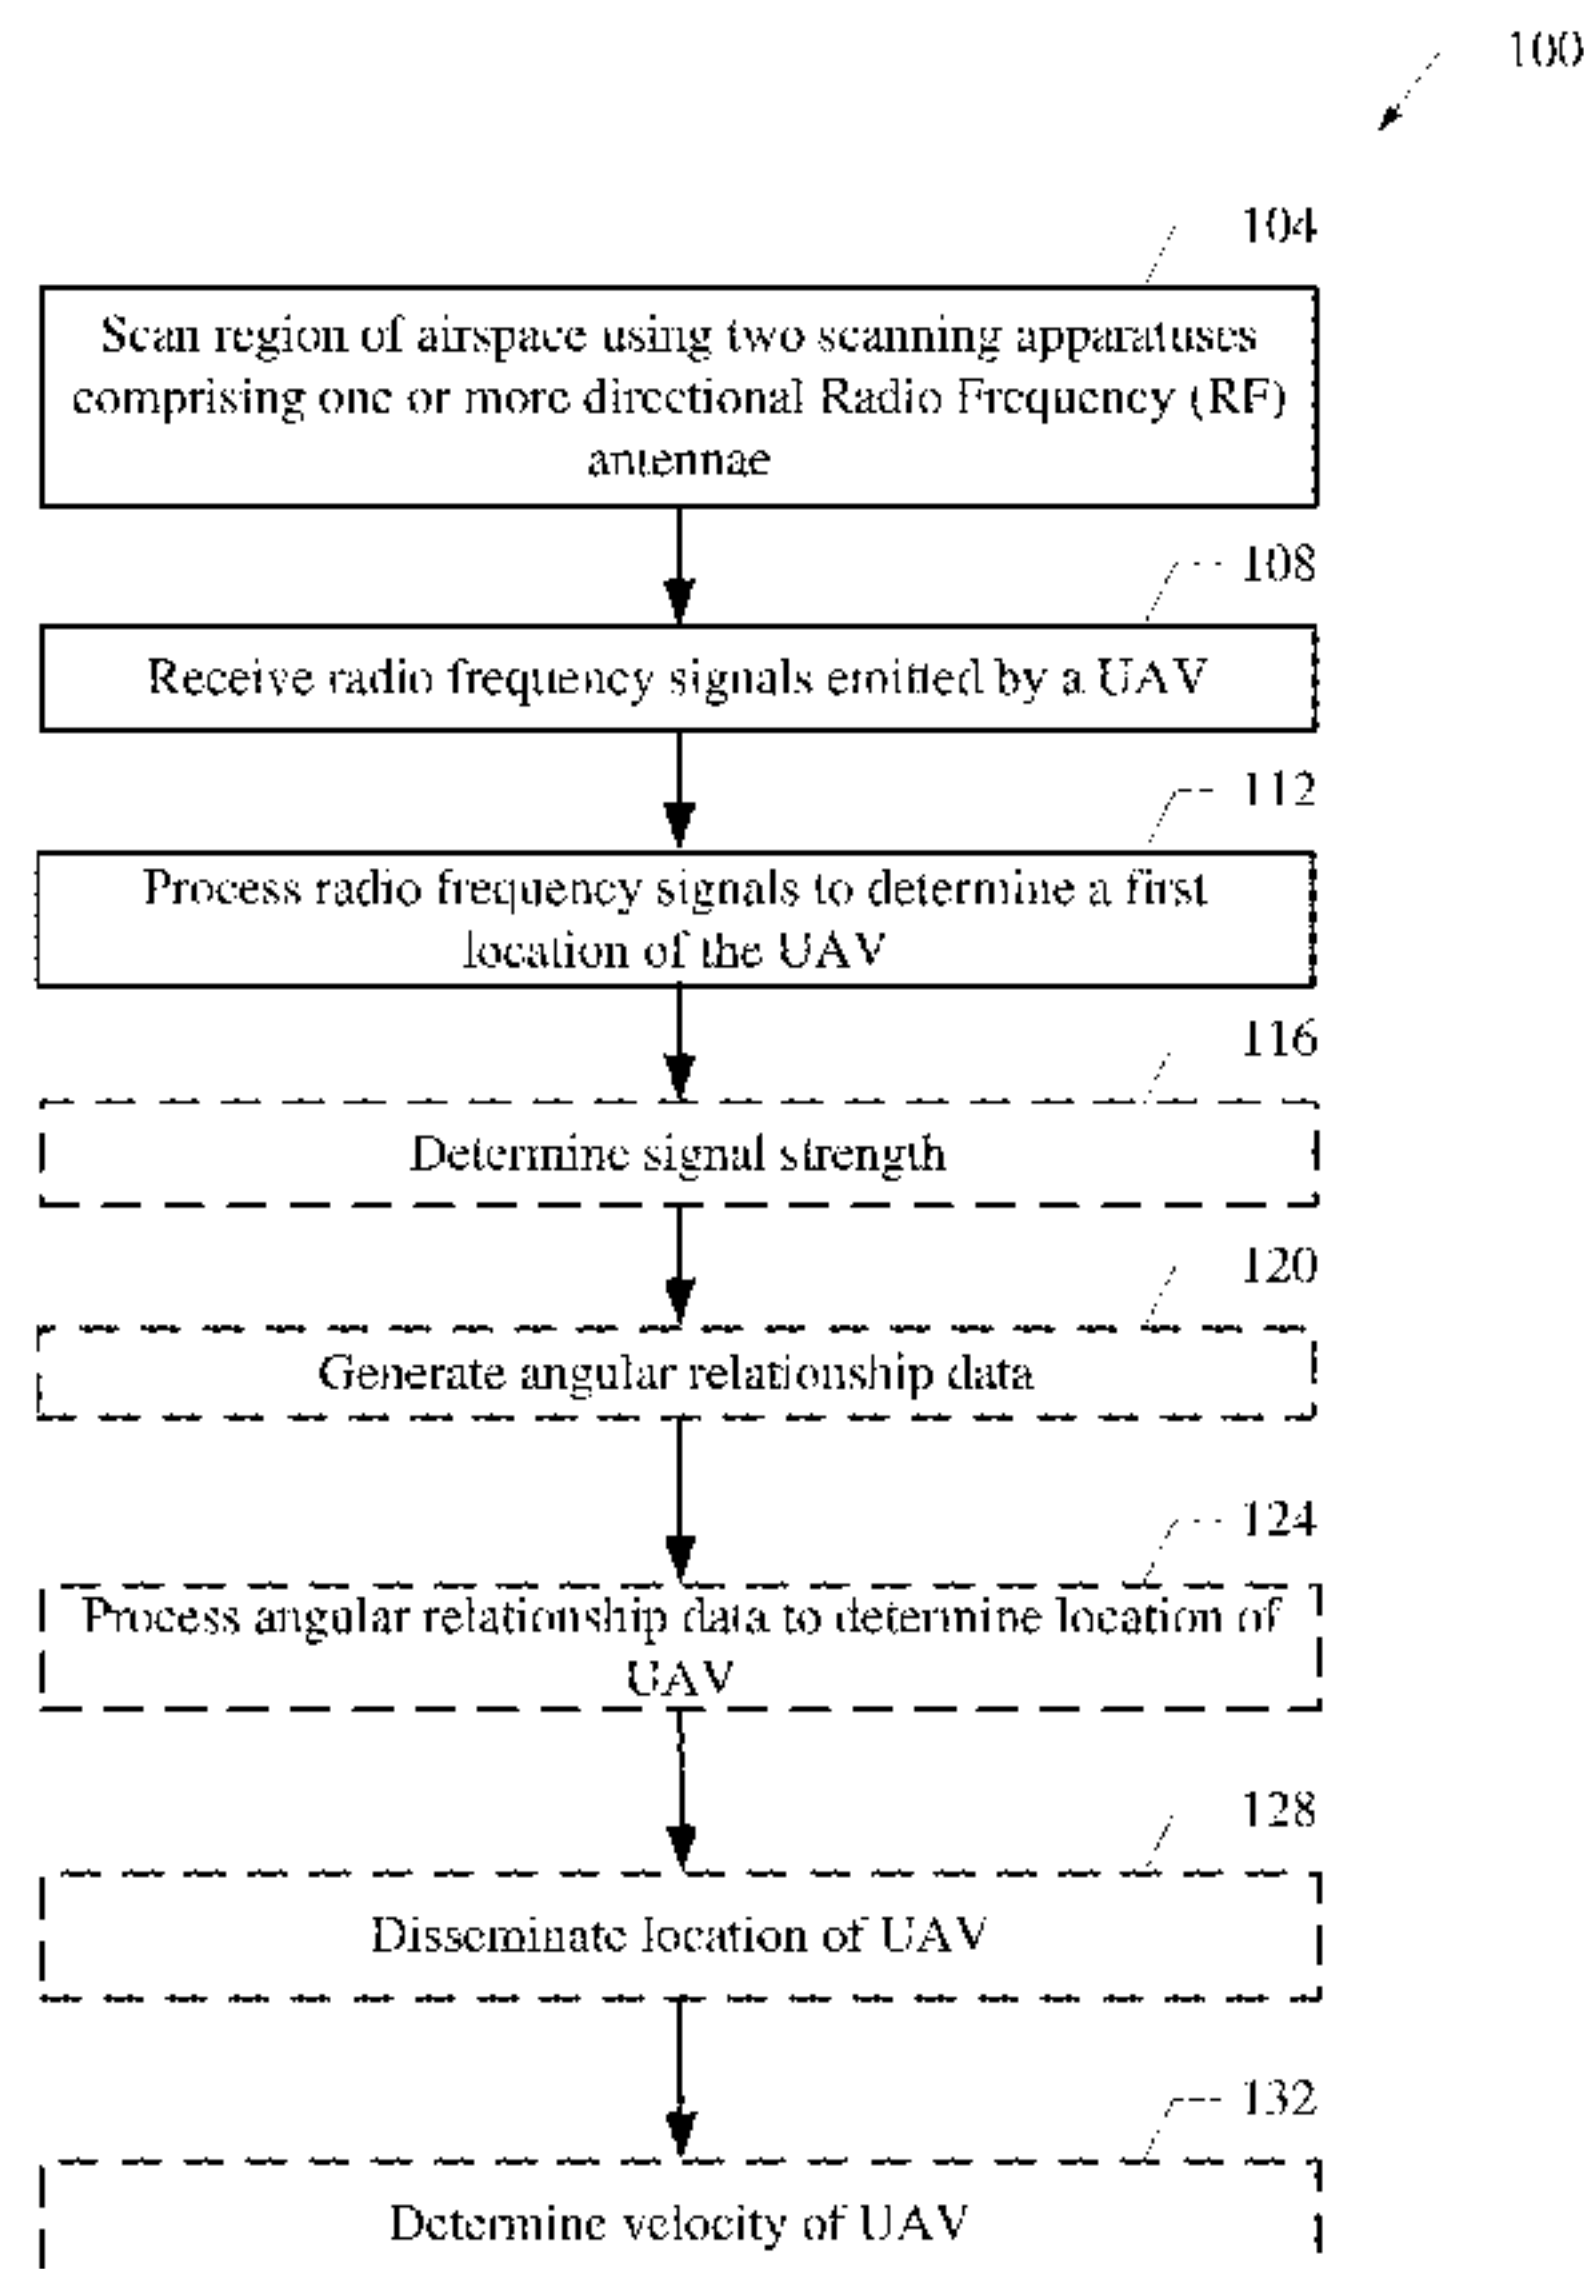 100
104
Scan region of airspace using two scanning apparatuses
comprising one or more directional Radio Frequency (RF)
antennae
108
Receive radio frequency signals emitted by a UAV
112
Process radio frequency signals to determine a first
location of the UAV
116
Determine signal strength
120
Generate angular relationship data
124
Process angular relationship data to determine location of
UAV
128
Disseminate location of UAV
132
Determine velocity of UAV